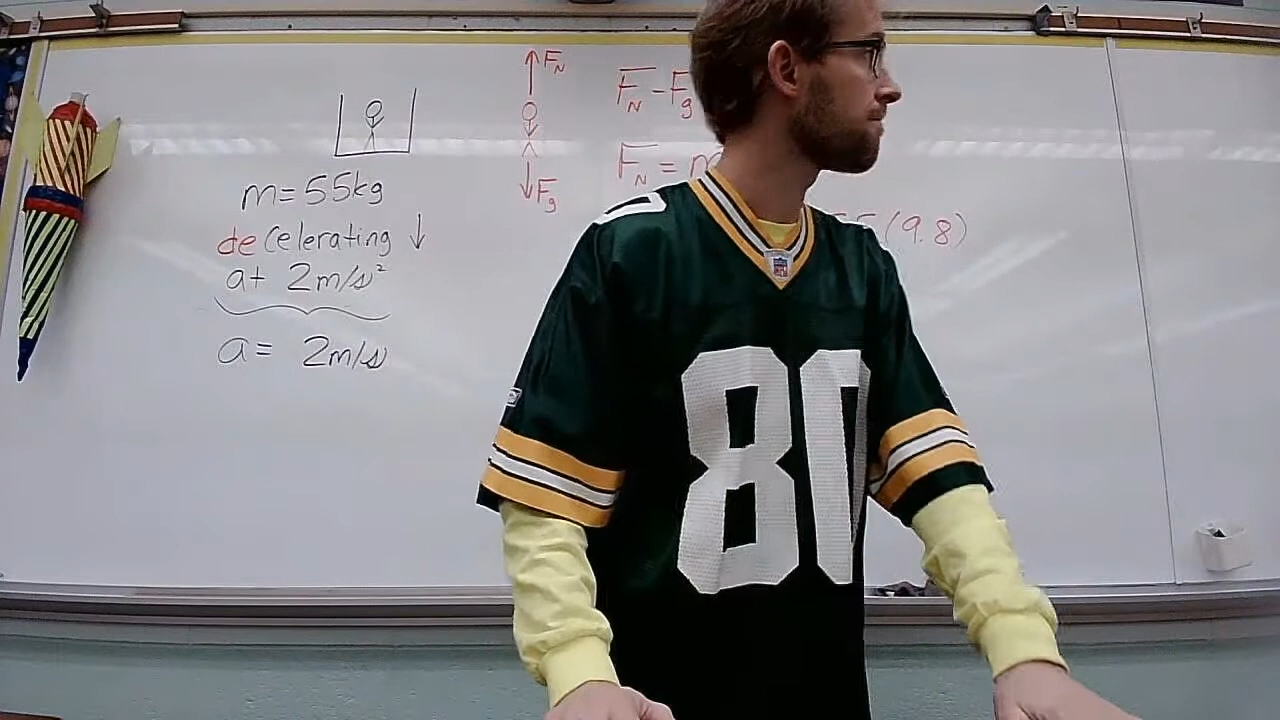 m=55kg
decelerating ↓
at 2m/s²
a= 2m/s
↑F_N
↓F_g
F_N-F_g
F_N=m
(9.8)
80